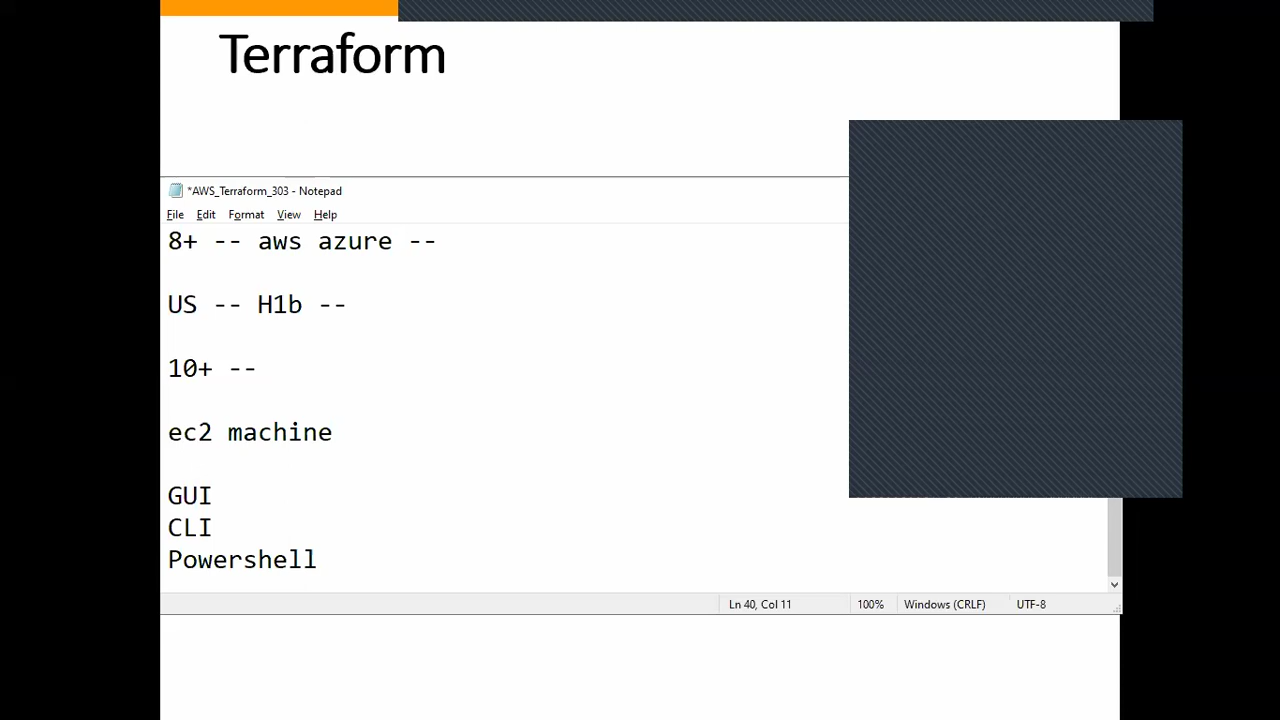 Terraform
*AWS_Terraform_303 - Notepad
File Edit Format View Help
8+ -- aws azure --
US -- H1b --
10+ --
ec2 machine
GUI
CLI
Powershell
Ln 40, Col 11 100% Windows (CRLF) UTF-8